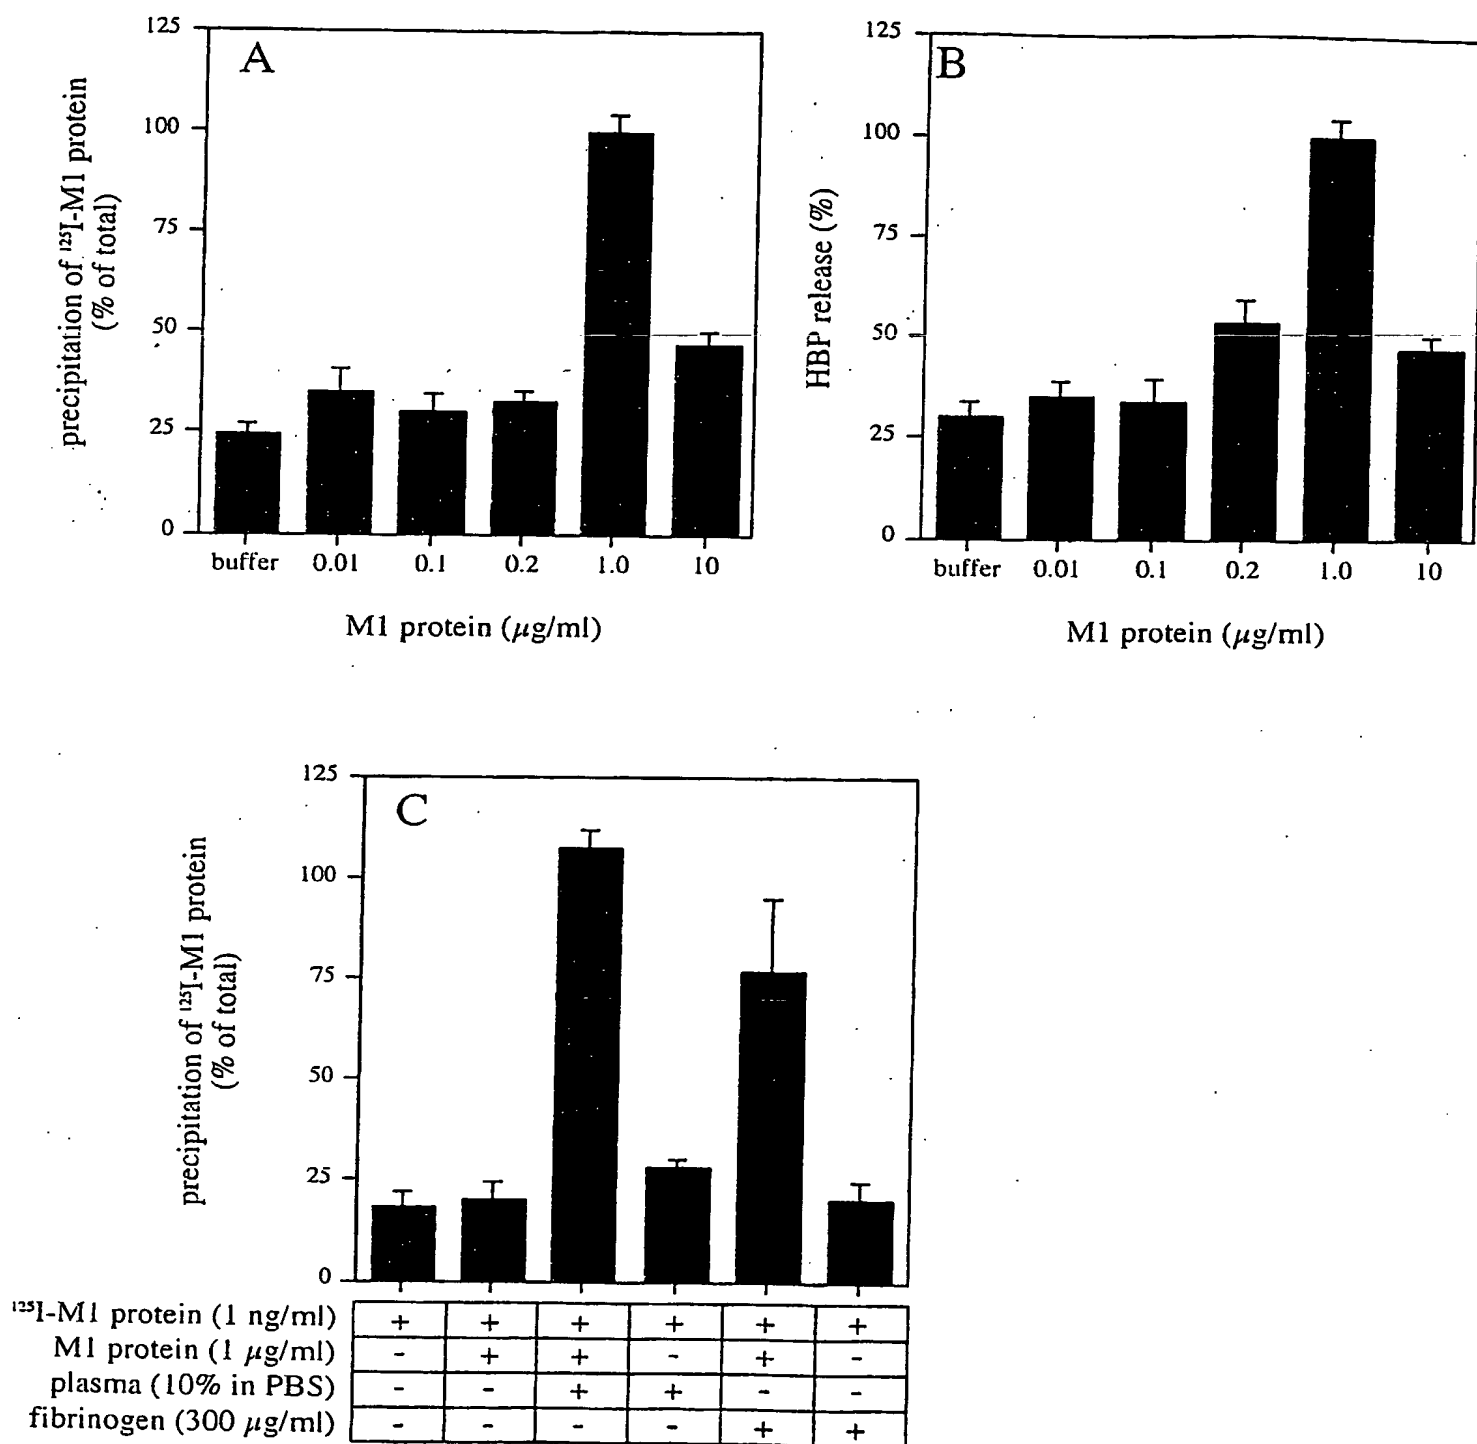 A
125
100
75
50
25
0
precipitation of ¹²⁵I-M1 protein
(% of total)
buffer 0.01 0.1 0.2 1.0 10
M1 protein (μg/ml)
B
125
100
75
50
25
0
HBP release (%)
buffer 0.01 0.1 0.2 1.0 10
M1 protein (μg/ml)
C
125
100
75
50
25
0
precipitation of ¹²⁵I-M1 protein
(% of total)
¹²⁵I-M1 protein (1 ng/ml) + + + + + +
M1 protein (1 μg/ml) - + + - + -
plasma (10% in PBS) - - + + - -
fibrinogen (300 μg/ml) - - - - + +